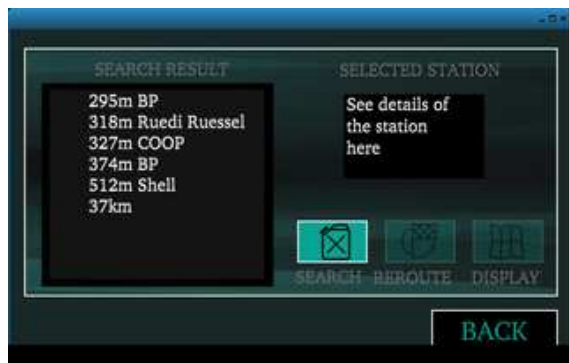 SEARCH RESULT
295m BP
318m Ruedi Ruessel
327m COOP
374m BP
512m Shell
37km
SELECTED STATION
See details of
the station
here
SEARCH REROUTE DISPLAY
BACK